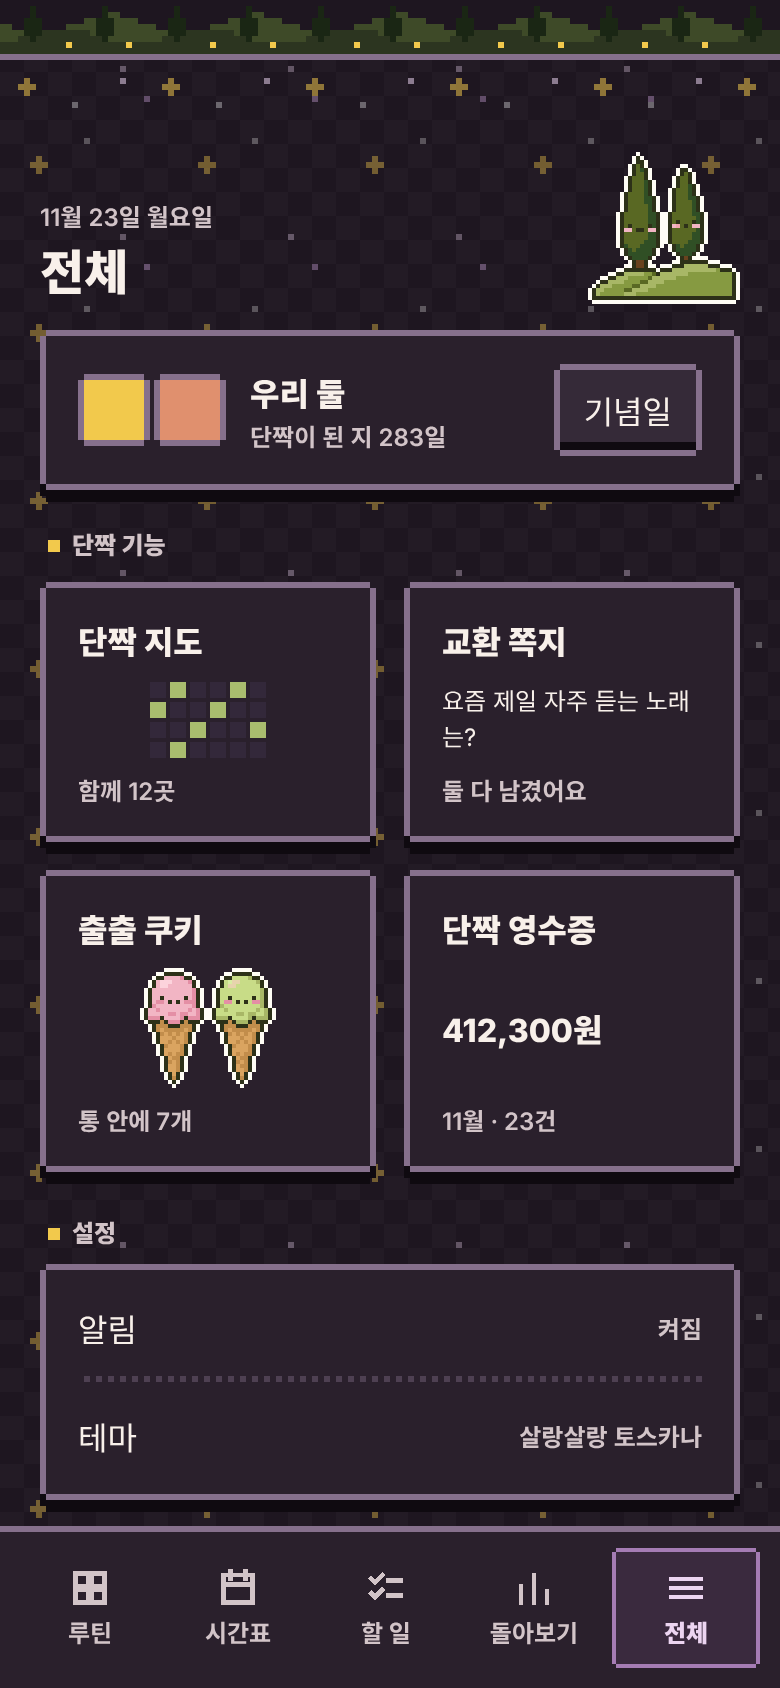 11월 23일 월요일
전체
우리 둘
단짝이 된 지 283일
기념일
단짝 기능
단짝 지도
함께 12곳
교환 쪽지
요즘 제일 자주 듣는 노래
는?
둘 다 남겼어요
출출 쿠키
통 안에 7개
단짝 영수증
412,300원
11월 · 23건
설정
알림
켜짐
테마
살랑살랑 토스카나
루틴
시간표
할 일
돌아보기
전체